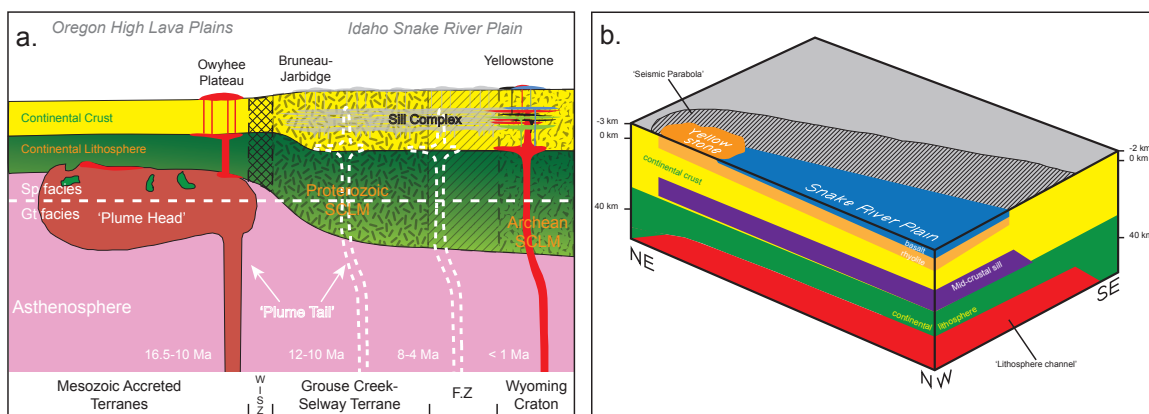 a.
Oregon High Lava Plains
Idaho Snake River Plain
Owyhee
Plateau
Bruneau-
Jarbidge
Yellowstone
Continental Crust
Sill Complex
Continental Lithosphere
Sp facies
Gt facies
'Plume Head'
Proterozoic
SCLM
Archean
SCLM
Asthenosphere
'Plume Tail'
16.5-10 Ma
12-10 Ma
8-4 Ma
< 1 Ma
Mesozoic Accreted
Terranes
WISZ
Grouse Creek-
Selway Terrane
F.Z
Wyoming
Craton
b.
'Seismic Parabola'
-3 km
0 km
40 km
-2 km
0 km
40 km
Yellow
stone
Snake River Plain
continental crust
basalt
rhyolite
Mid-crustal sill
continental
lithosphere
NE
SE
NW
'Lithosphere channel'